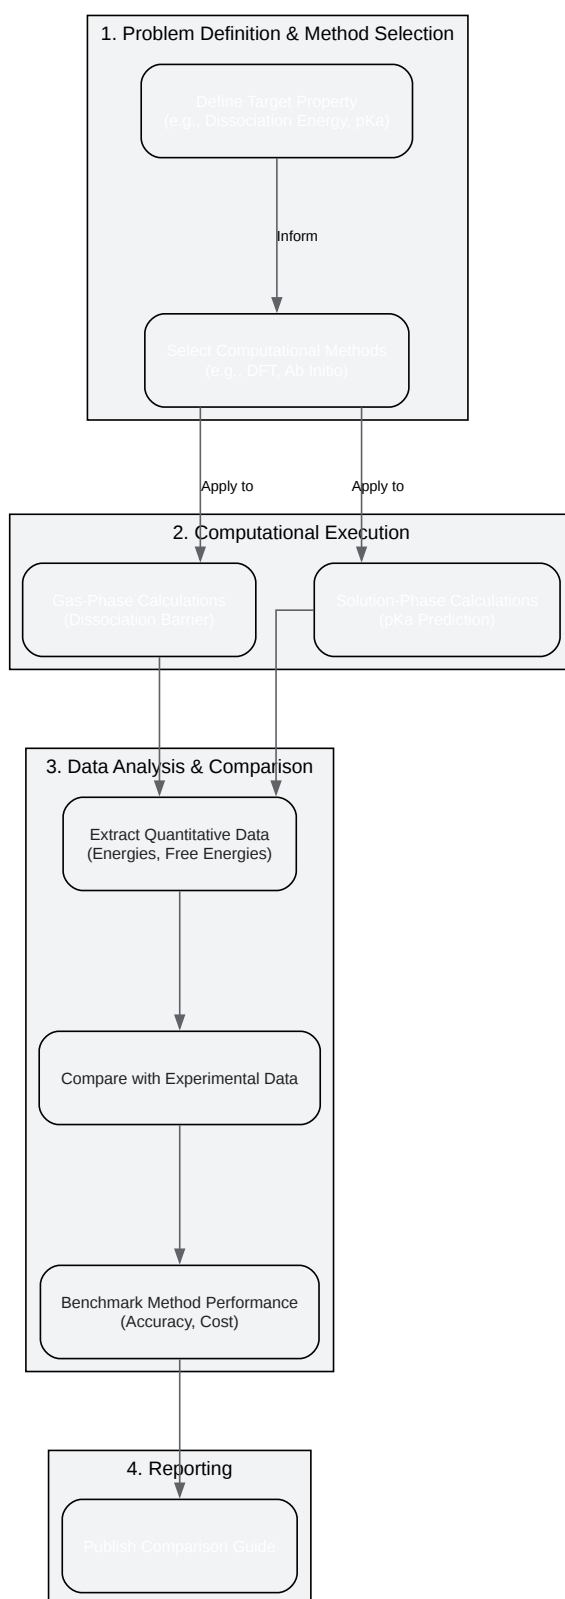 1. Problem Definition & Method Selection
Define Target Property
(e.g., Dissociation Energy, pKa)
Inform
Select Computational Methods
(e.g., DFT, Ab Initio)
Apply to
Apply to
2. Computational Execution
Gas-Phase Calculations
(Dissociation Barrier)
Solution-Phase Calculations
(pKa Prediction)
3. Data Analysis & Comparison
Extract Quantitative Data
(Energies, Free Energies)
Compare with Experimental Data
Benchmark Method Performance
(Accuracy, Cost)
4. Reporting
Publish Comparison Guide